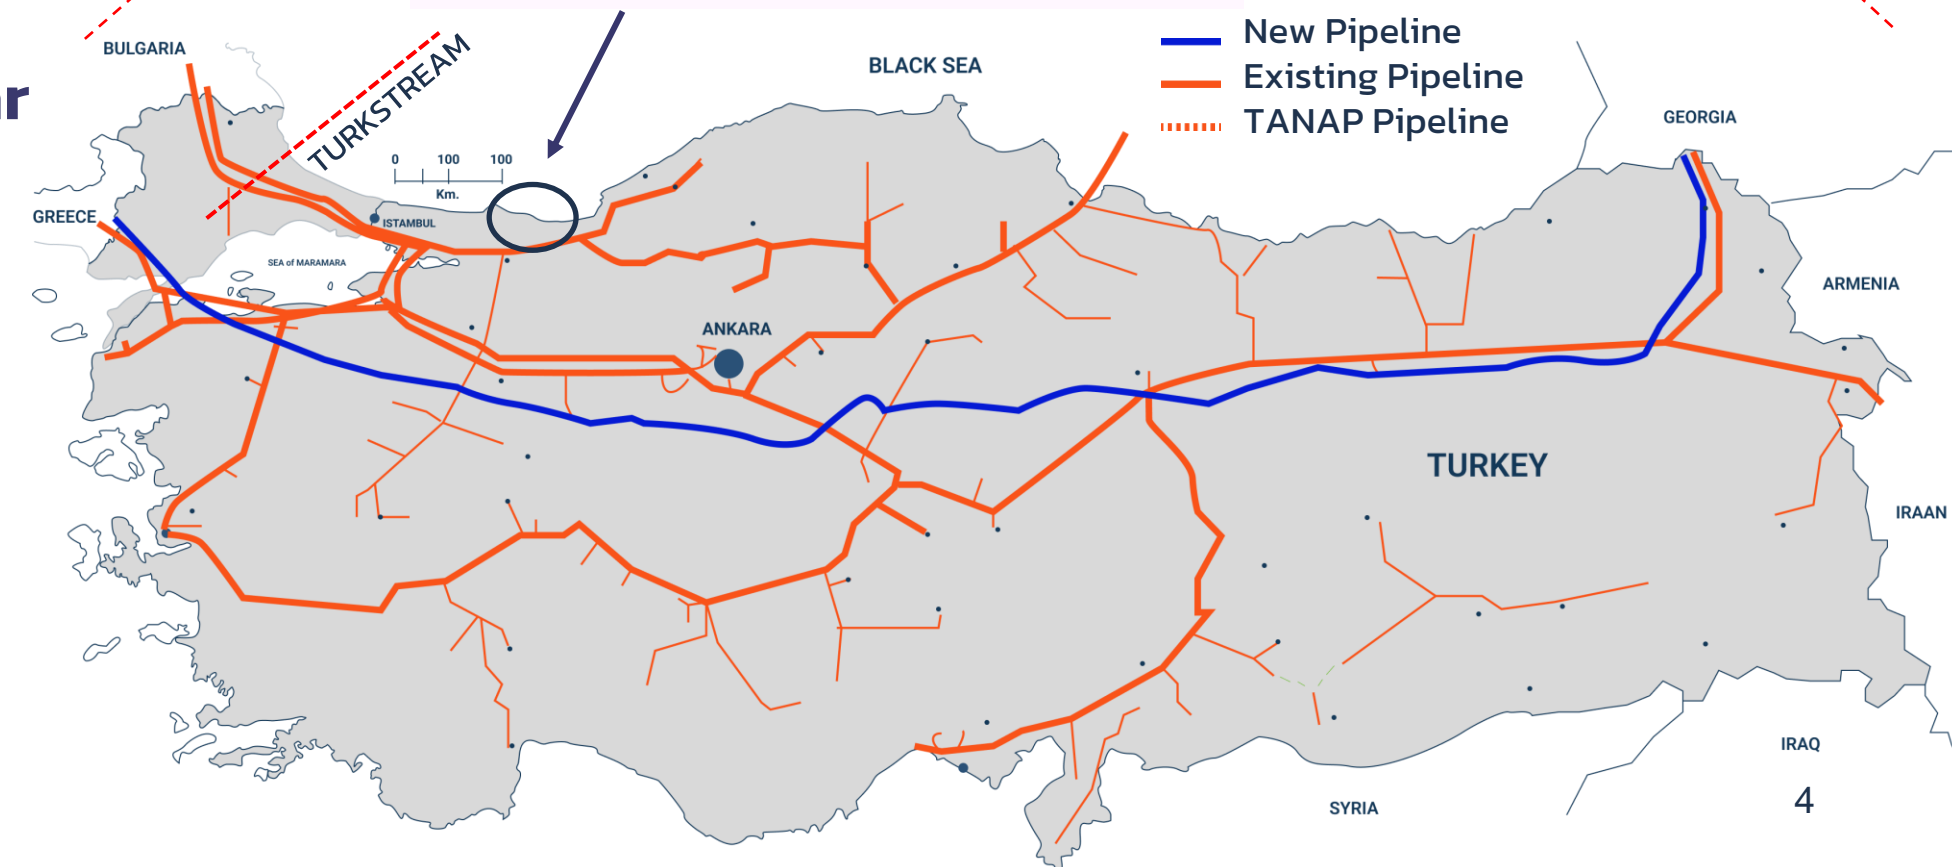 BULGARIA
TURKSTREAM
BLACK SEA
New Pipeline
Existing Pipeline
TANAP Pipeline
GEORGIA
0 100 100
Km.
GREECE
ISTAMBUL
SEA of MARAMARA
ARMENIA
ANKARA
TURKEY
IRAAN
IRAQ
SYRIA
4